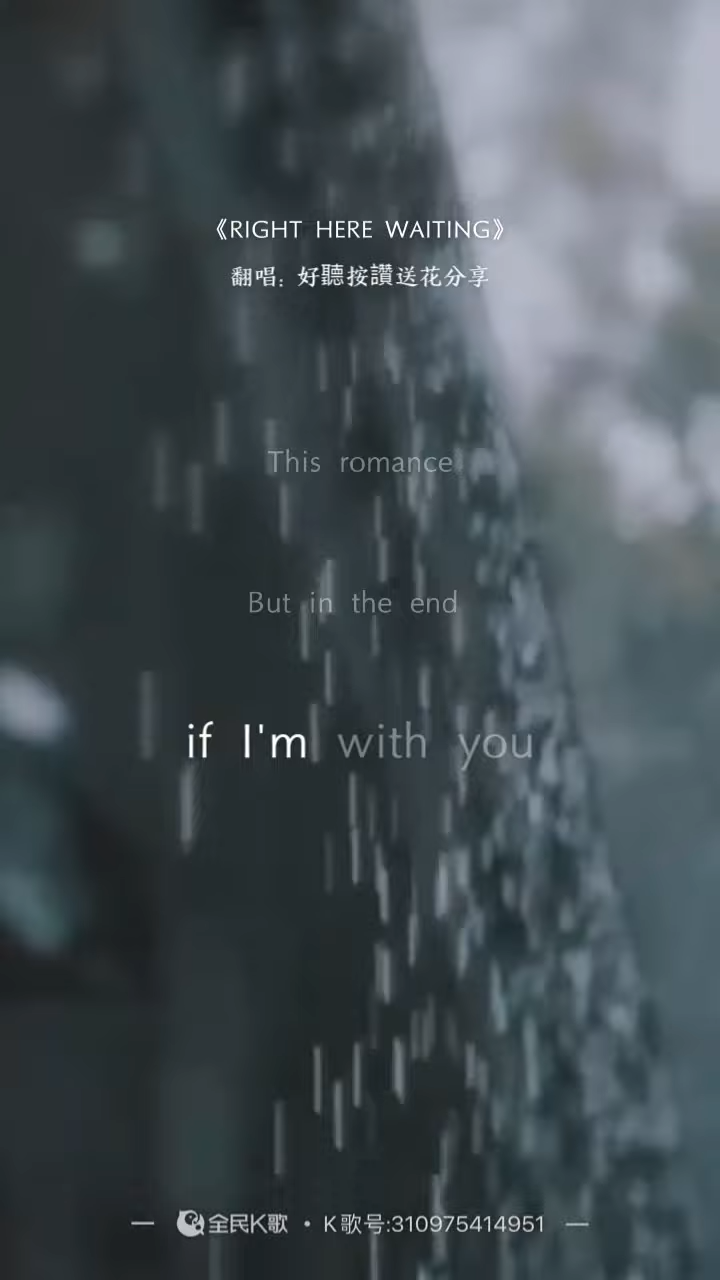 《RIGHT HERE WAITING》
翻唱：好聽按讚送花分享
This romance
But in the end
if I'm with you
全民K歌 • K歌号:310975414951